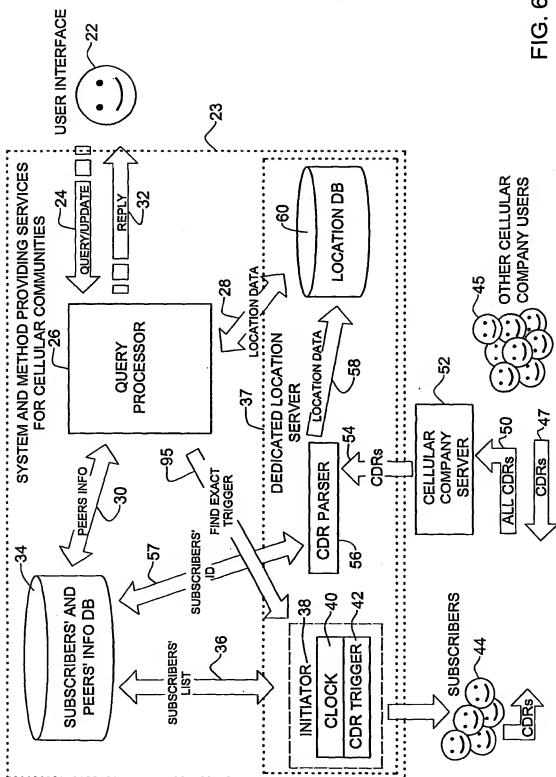 SYSTEM AND METHOD PROVIDING SERVICES
FOR CELLULAR COMMUNITIES
USER INTERFACE
22
23
24
QUERY/UPDATE
REPLY
32
26
QUERY
PROCESSOR
34
SUBSCRIBERS' AND
PEERS' INFO DB
PEERS INFO
30
28
LOCATION DATA
95
FIND EXACT
TRIGGER
57
SUBSCRIBERS'
ID
SUBSCRIBERS'
LIST
36
37
DEDICATED LOCATION
SERVER
60
LOCATION DB
LOCATION DATA
58
54
CDRs
CDR PARSER
56
38
40
42
INITIATOR
CLOCK
CDR TRIGGER
SUBSCRIBERS
44
CDRs
52
CELLULAR
COMPANY
SERVER
50
ALL CDRs
CDRs
47
45
OTHER CELLULAR
COMPANY USERS
FIG. 6